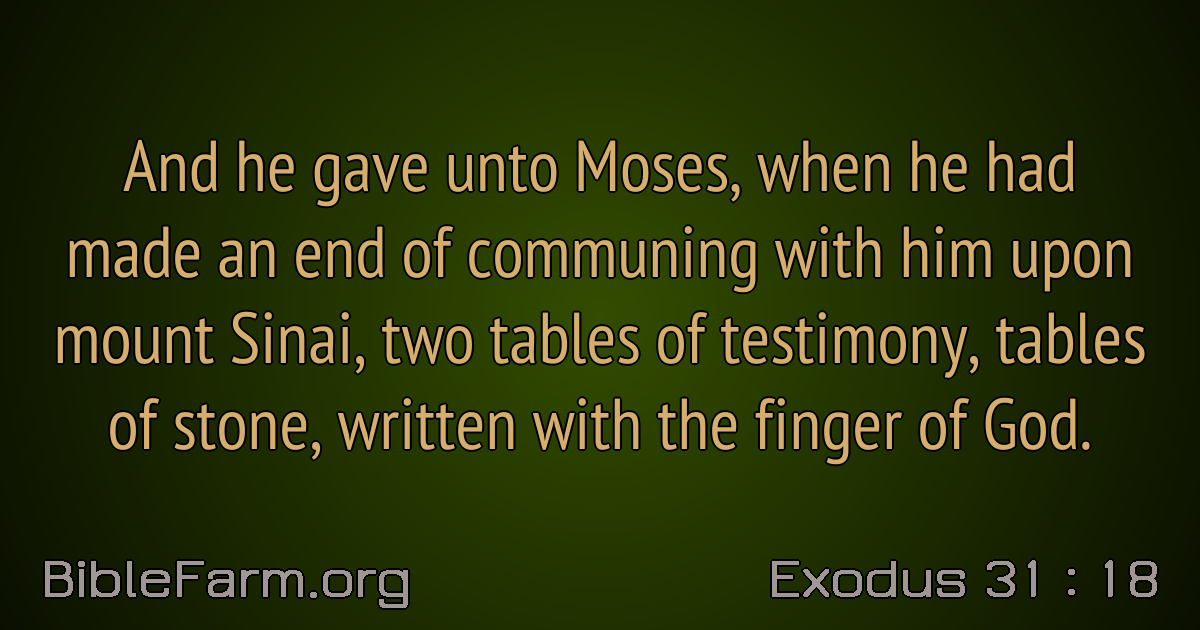 And he gave unto Moses, when he had
made an end of communing with him upon
mount Sinai, two tables of testimony, tables
of stone, written with the finger of God.
BibleFarm.org
Exodus 31 : 18